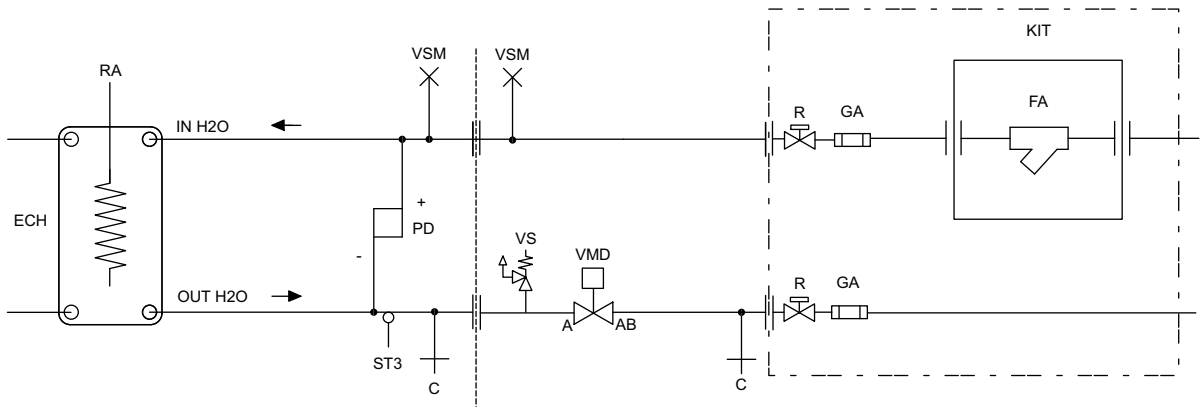 KIT
VSM
VSM
RA
FA
R
GA
IN H2O
+
PD
ECH
-
VS
VMD
R
GA
OUT H2O
A
AB
ST3
C
C